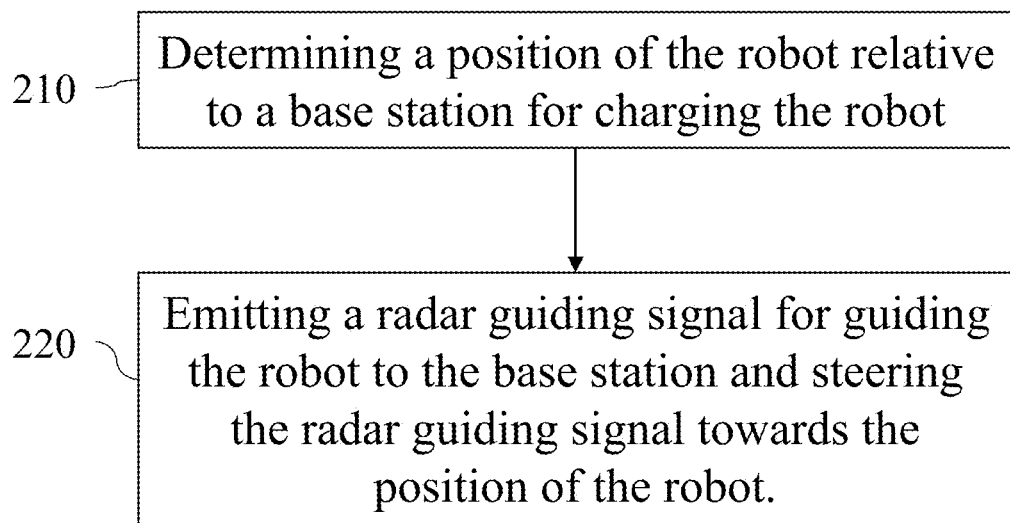 210
Determining a position of the robot relative
to a base station for charging the robot
220
Emitting a radar guiding signal for guiding
the robot to the base station and steering
the radar guiding signal towards the
position of the robot.